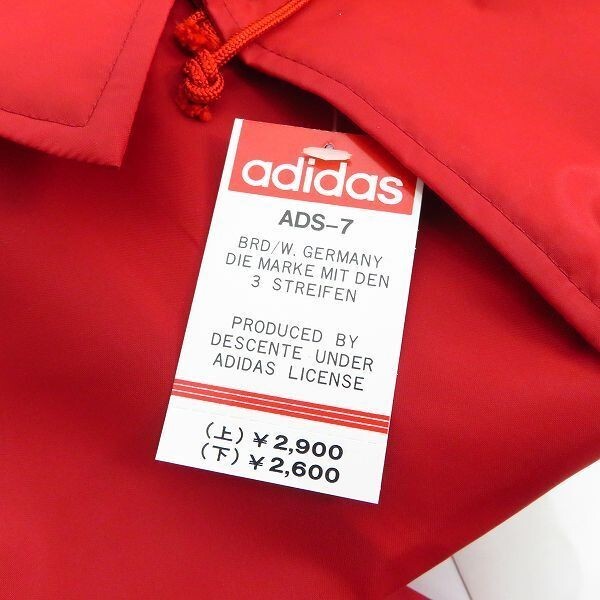 adidas
ADS-7
BRD/W. GERMANY
DIE MARKE MIT DEN
3 STREIFEN
PRODUCED BY
DESCENTE UNDER
ADIDAS LICENSE
(上) ¥2,900
(下) ¥2,600